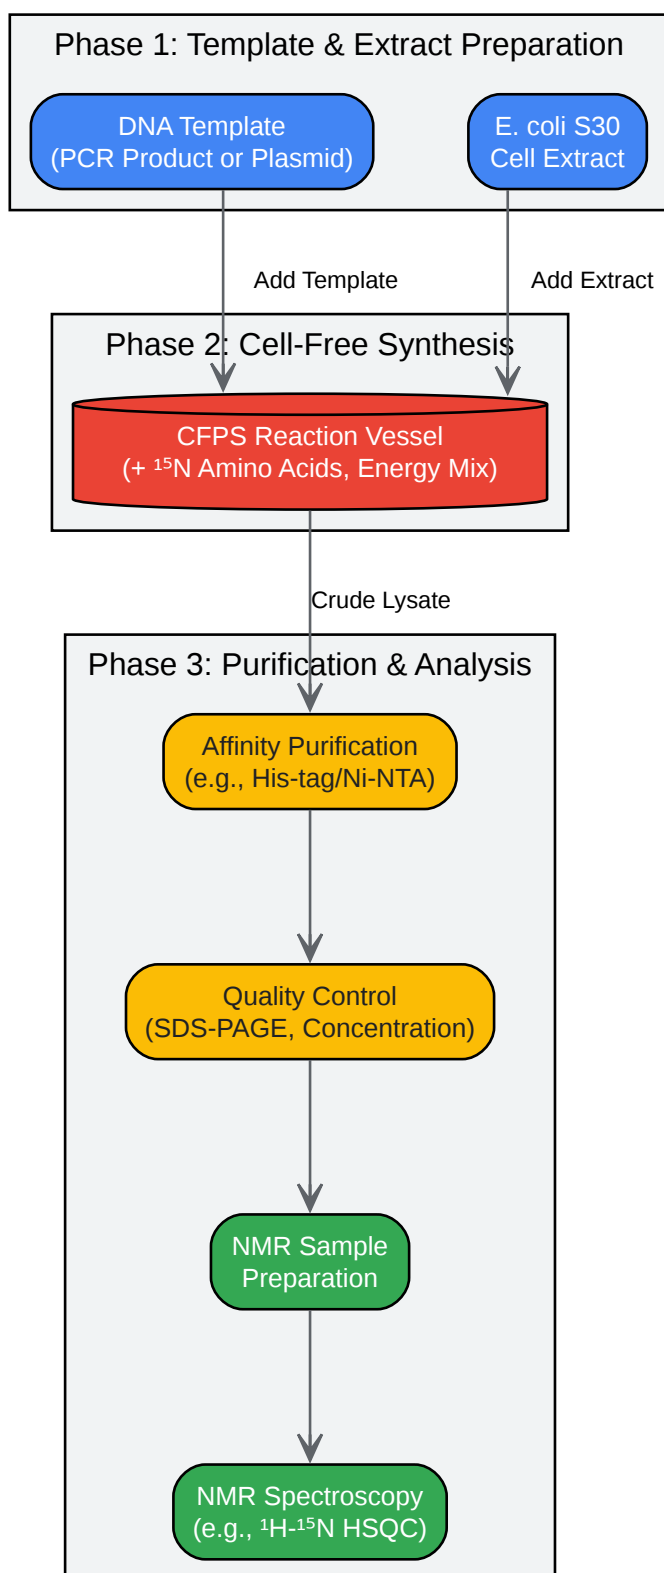 Phase 1: Template & Extract Preparation
DNA Template
(PCR Product or Plasmid)
E. coli S30
Cell Extract
Add Template
Add Extract
Phase 2: Cell-Free Synthesis
CFPS Reaction Vessel
(+ ¹⁵N Amino Acids, Energy Mix)
Crude Lysate
Phase 3: Purification & Analysis
Affinity Purification
(e.g., His-tag/Ni-NTA)
Quality Control
(SDS-PAGE, Concentration)
NMR Sample
Preparation
NMR Spectroscopy
(e.g., ¹H-¹⁵N HSQC)